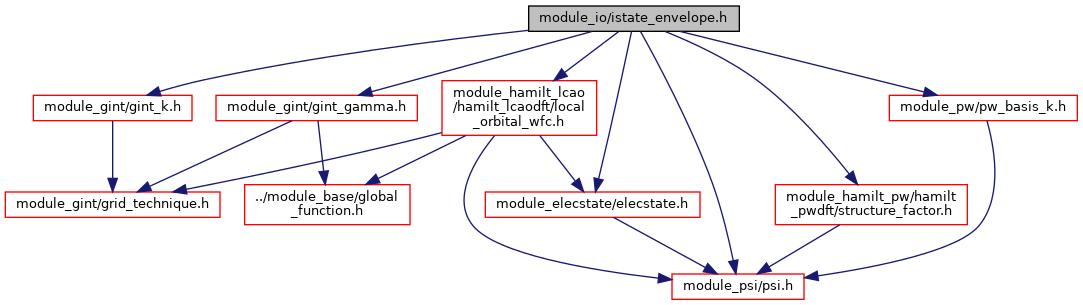 module_io/istate_envelope.h
module_gint/gint_k.h
module_gint/gint_gamma.h
module_hamilt_lcao
/hamilt_lcaodft/local
_orbital_wfc.h
module_pw/pw_basis_k.h
module_gint/grid_technique.h
../module_base/global
_function.h
module_elecstate/elecstate.h
module_hamilt_pw/hamilt
_pwdft/structure_factor.h
module_psi/psi.h